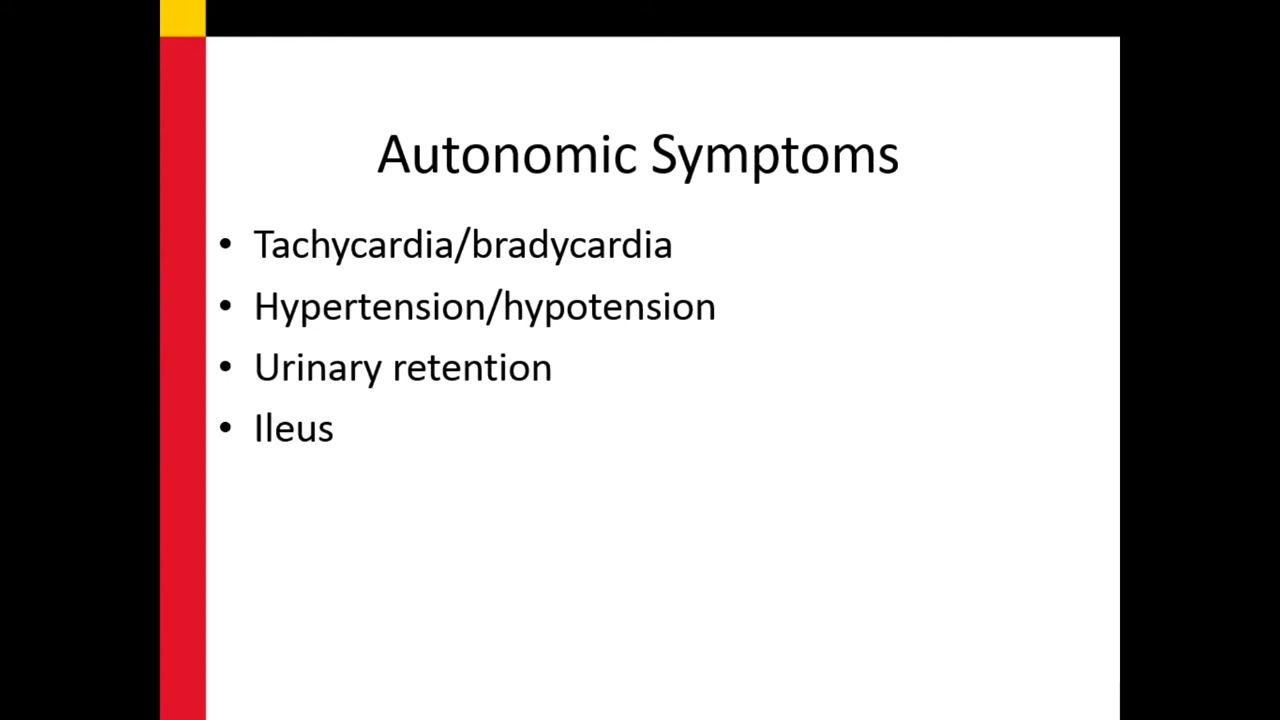 Autonomic Symptoms
• Tachycardia/bradycardia
• Hypertension/hypotension
• Urinary retention
• Ileus